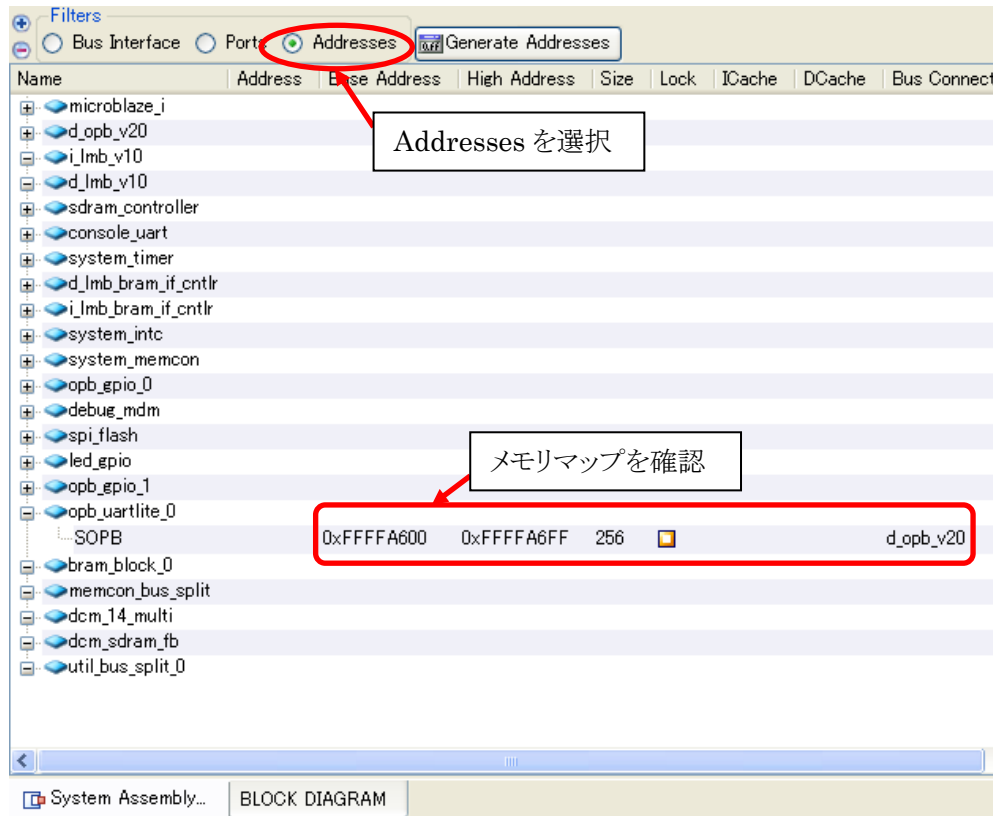 Filters
Bus Interface Ports Addresses Generate Addresses
Name Address Base Address High Address Size Lock ICache DCache Bus Connect
microblaze_i
d_opb_v20
Addresses を選択
i_lmb_v10
d_lmb_v10
sdram_controller
console_uart
system_timer
d_lmb_bram_if_cntlr
i_lmb_bram_if_cntlr
system_intc
system_memcon
opb_gpio_0
debug_mdm
spi_flash
led_gpio
メモリマップを確認
opb_gpio_1
opb_uartlite_0
SOPB 0xFFFFA600 0xFFFFA6FF 256 d_opb_v20
bram_block_0
memcon_bus_split
dcm_14_multi
dcm_sdram_fb
util_bus_split_0
System Assembly... BLOCK DIAGRAM